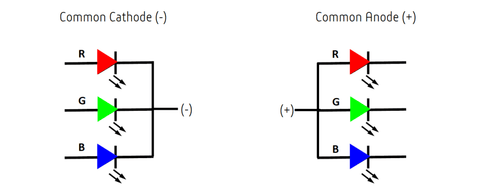 Common Cathode (-)
R
G
(-)
B
Common Anode (+)
R
(+)
G
B